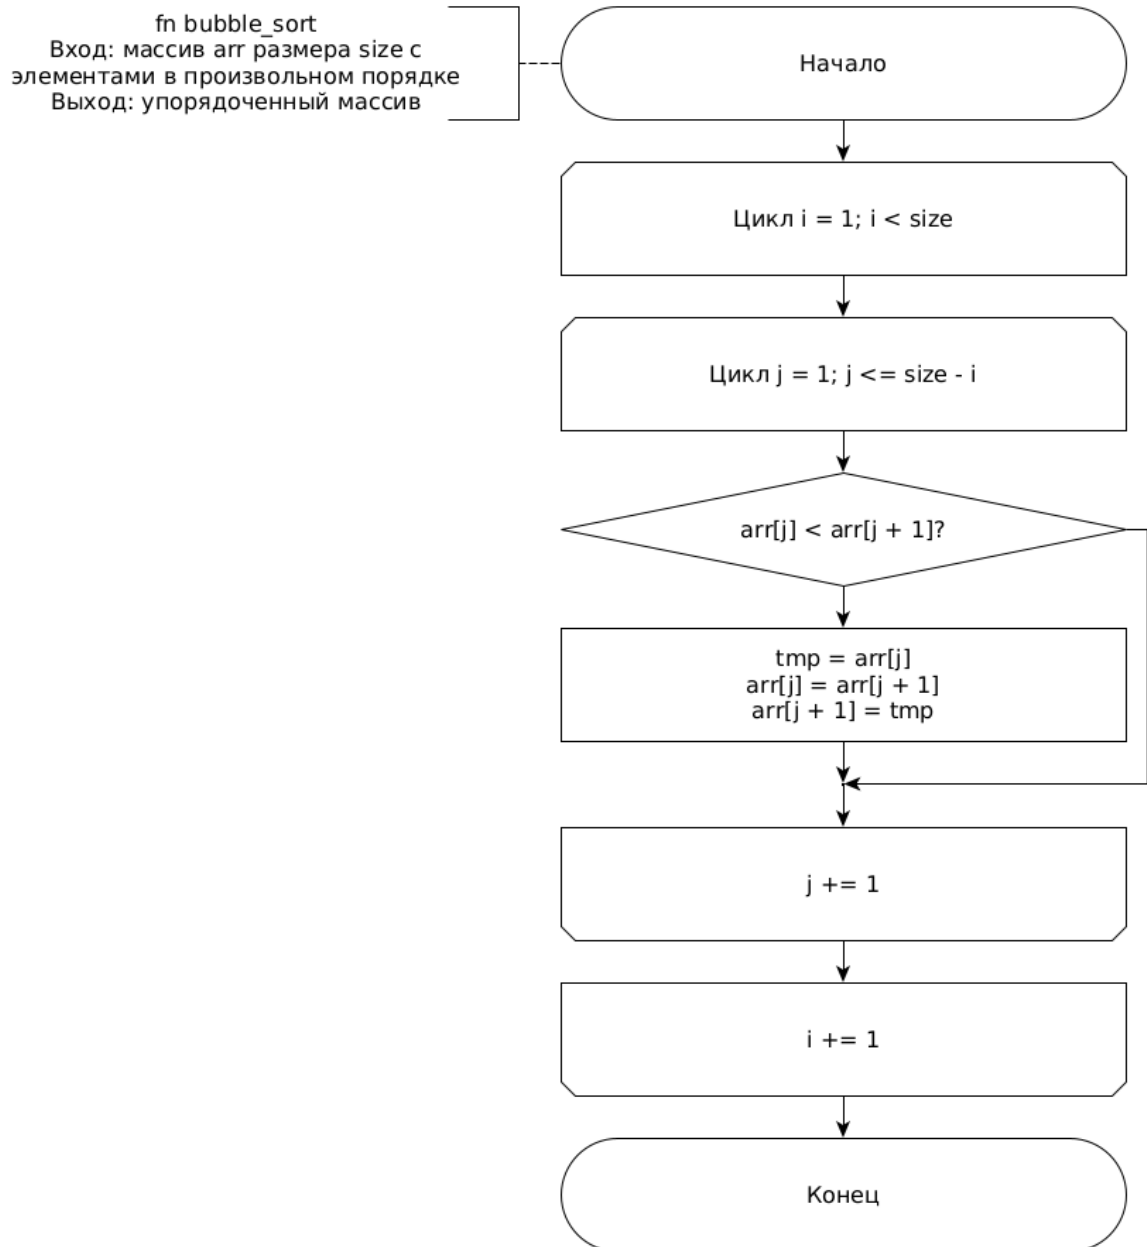 fn bubble_sort
Вход: массив arr размера size с
элементами в произвольном порядке
Выход: упорядоченный массив
Начало
Цикл i = 1; i < size
Цикл j = 1; j <= size - i
arr[j] < arr[j + 1]?
tmp = arr[j]
arr[j] = arr[j + 1]
arr[j + 1] = tmp
j += 1
i += 1
Конец